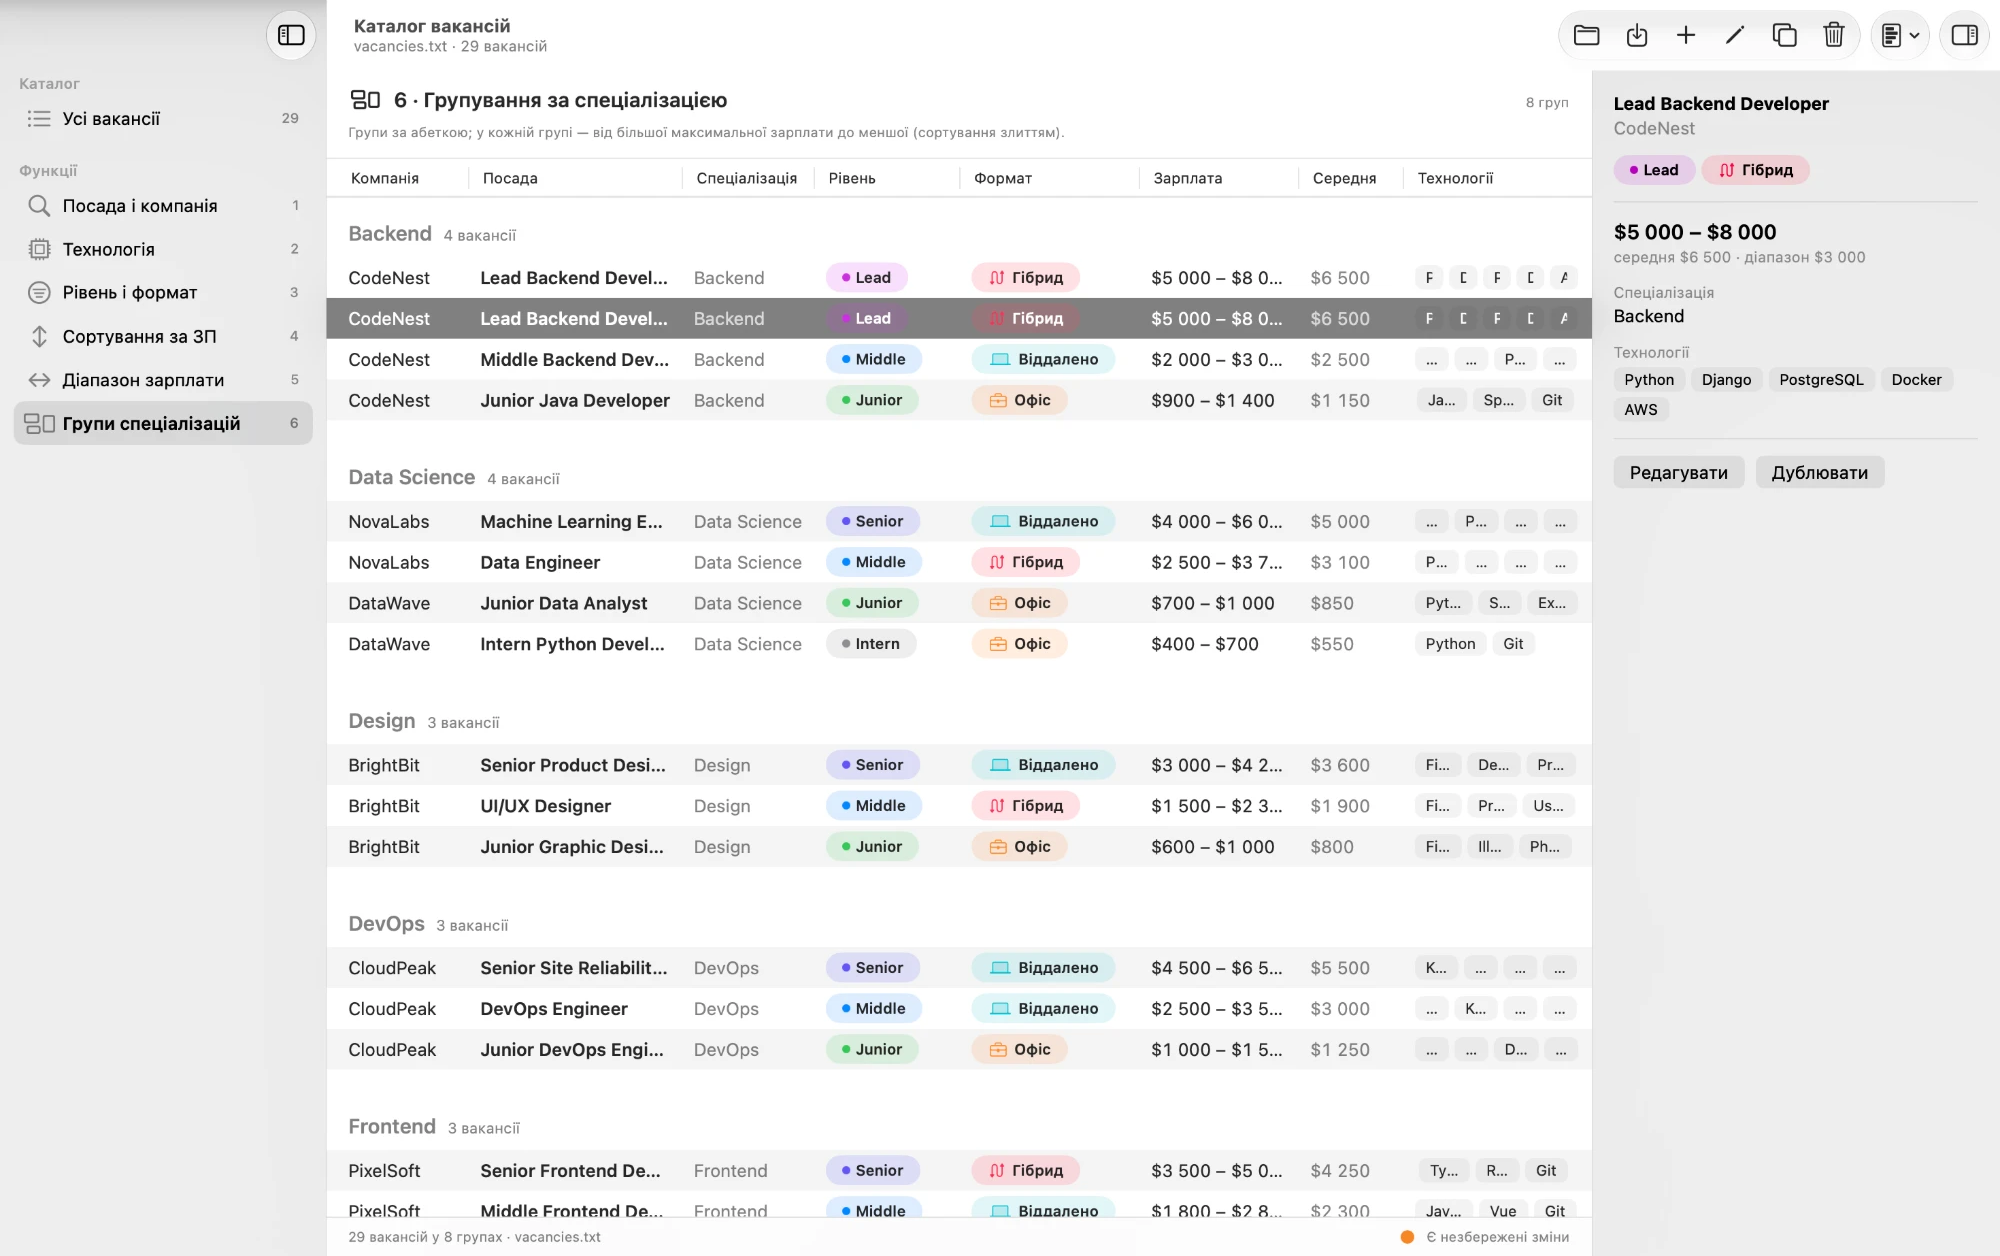 Каталог
Усі вакансії 29
Функції
Посада і компанія 1
Технологія 2
Рівень і формат 3
Сортування за ЗП 4
Діапазон зарплати 5
Групи спеціалізацій 6
Каталог вакансій
vacancies.txt · 29 вакансій
6 · Групування за спеціалізацією
8 груп
Групи за абеткою; у кожній групі — від більшої максимальної зарплати до меншої (сортування злиттям).
Компанія Посада Спеціалізація Рівень Формат Зарплата Середня Технології
Backend 4 вакансії
CodeNest Lead Backend Devel... Backend Lead Гібрид $5 000 – $8 0... $6 500
CodeNest Lead Backend Devel... Backend Lead Гібрид $5 000 – $8 0... $6 500
CodeNest Middle Backend Dev... Backend Middle Віддалено $2 000 – $3 0... $2 500 ... ... P... ...
CodeNest Junior Java Developer Backend Junior Офіс $900 – $1 400 $1 150 Ja... Sp... Git
Data Science 4 вакансії
NovaLabs Machine Learning E... Data Science Senior Віддалено $4 000 – $6 0... $5 000 ... P... ... ...
NovaLabs Data Engineer Data Science Middle Гібрид $2 500 – $3 7... $3 100 P... ... ... ...
DataWave Junior Data Analyst Data Science Junior Офіс $700 – $1 000 $850 Pyt... S... Ex...
DataWave Intern Python Devel... Data Science Intern Офіс $400 – $700 $550 Python Git
Design 3 вакансії
BrightBit Senior Product Desi... Design Senior Віддалено $3 000 – $4 2... $3 600 Fi... De... Pr...
BrightBit UI/UX Designer Design Middle Гібрид $1 500 – $2 3... $1 900 Fi... Pr... Us...
BrightBit Junior Graphic Desi... Design Junior Офіс $600 – $1 000 $800 Fi... Ill... Ph...
DevOps 3 вакансії
CloudPeak Senior Site Reliabilit... DevOps Senior Віддалено $4 500 – $6 5... $5 500 K... ... ... ...
CloudPeak DevOps Engineer DevOps Middle Віддалено $2 500 – $3 5... $3 000 ... K... ... ...
CloudPeak Junior DevOps Engi... DevOps Junior Офіс $1 000 – $1 5... $1 250 ... ... D... ...
Frontend 3 вакансії
PixelSoft Senior Frontend De... Frontend Senior Гібрид $3 500 – $5 0... $4 250 Ty... R... Git
PixelSoft Middle Frontend De... Frontend Middle Віддалено $1 800 – $2 8... $2 300 Jav... Vue Git
29 вакансій у 8 групах · vacancies.txt
Є незбережені зміни
Lead Backend Developer
CodeNest
Lead Гібрид
$5 000 – $8 000
середня $6 500 · діапазон $3 000
Спеціалізація
Backend
Технології
Python Django PostgreSQL Docker
AWS
Редагувати Дублювати